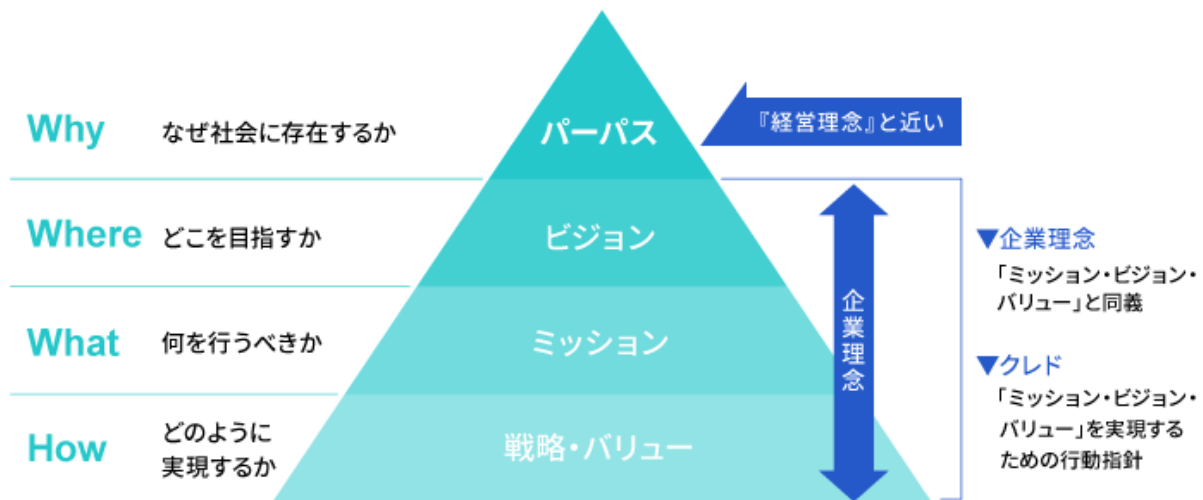 Why
なぜ社会に存在するか
パーパス
『経営理念』と近い
Where
どこを目指すか
ビジョン
What
何を行うべきか
ミッション
How
どのように
実現するか
戦略・バリュー
企業理念
▼企業理念
「ミッション・ビジョン・
バリュー」と同義
▼クレド
「ミッション・ビジョン・
バリュー」を実現する
ための行動指針